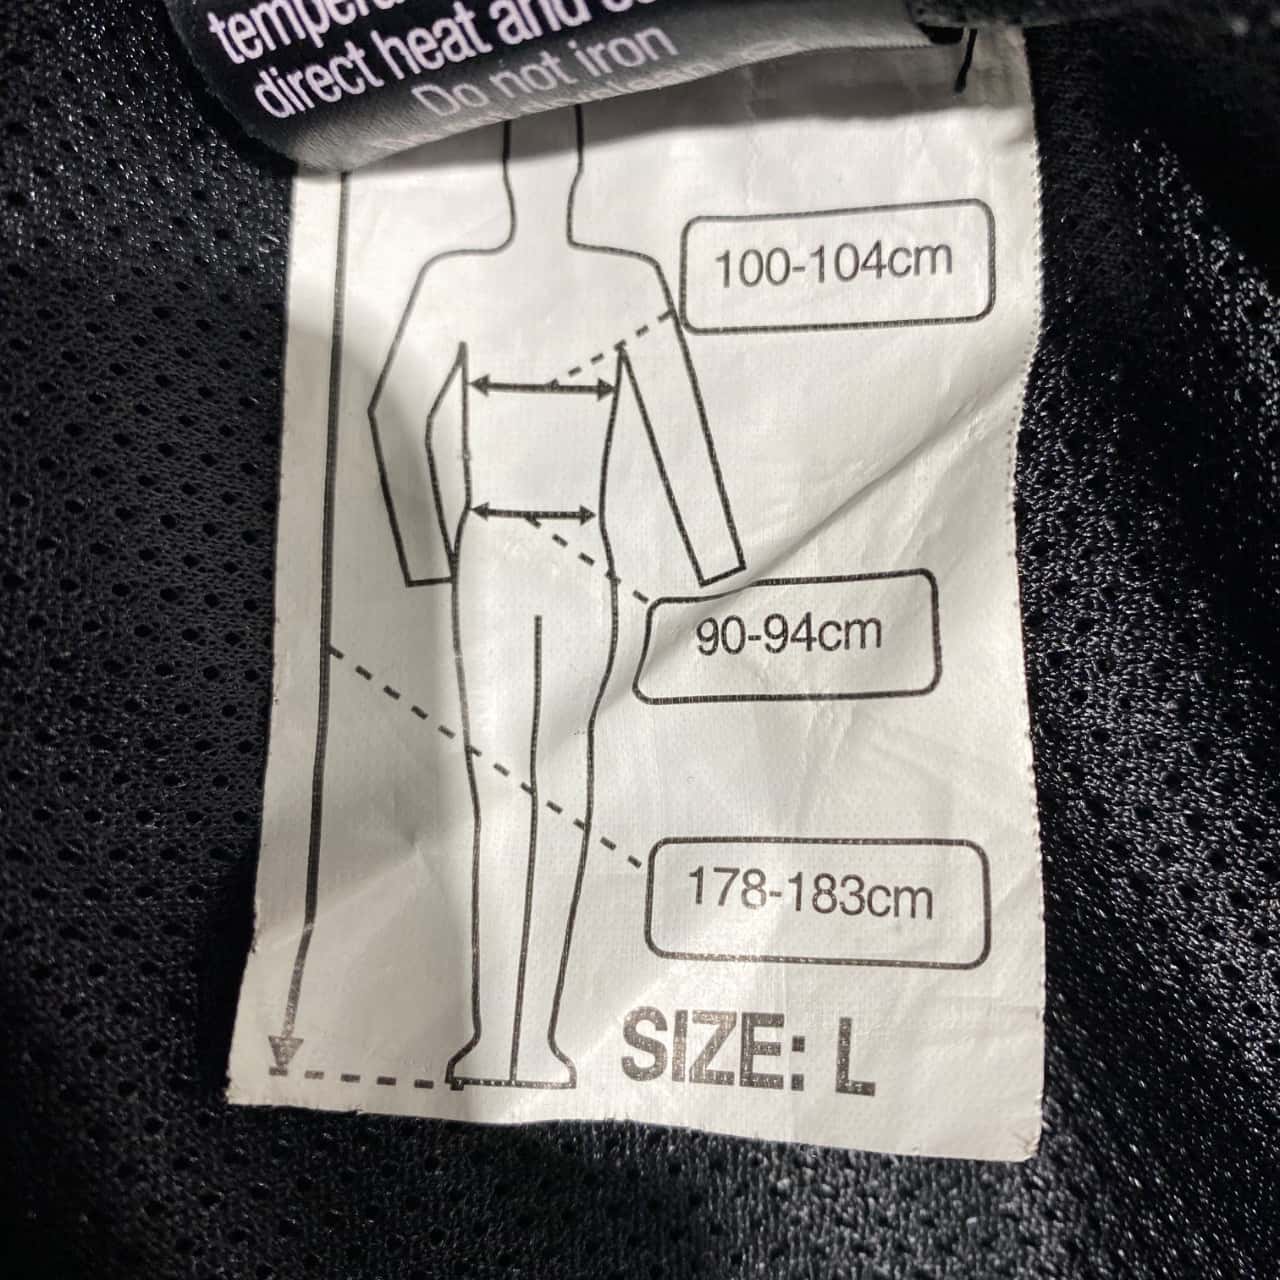 direct heat and
Do not iron
100-104cm
90-94cm
178-183cm
SIZE: L